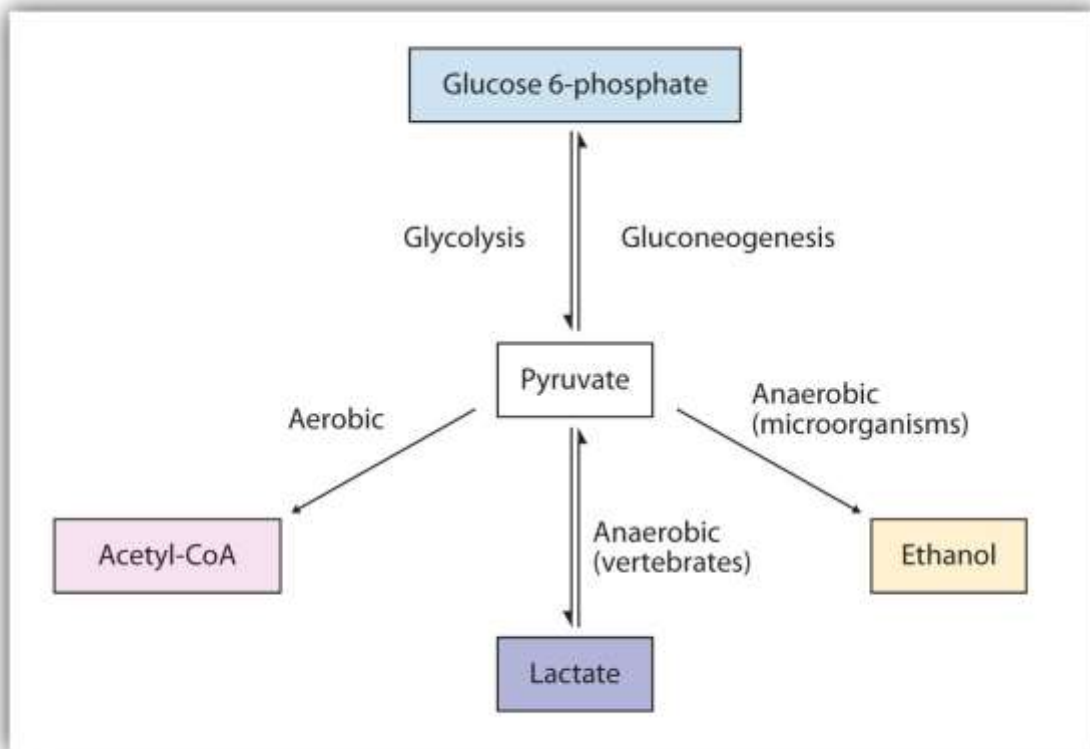 Glucose 6-phosphate
Glycolysis
Gluconeogenesis
Pyruvate
Aerobic
Anaerobic
(microorganisms)
Acetyl-CoA
Anaerobic
(vertebrates)
Ethanol
Lactate